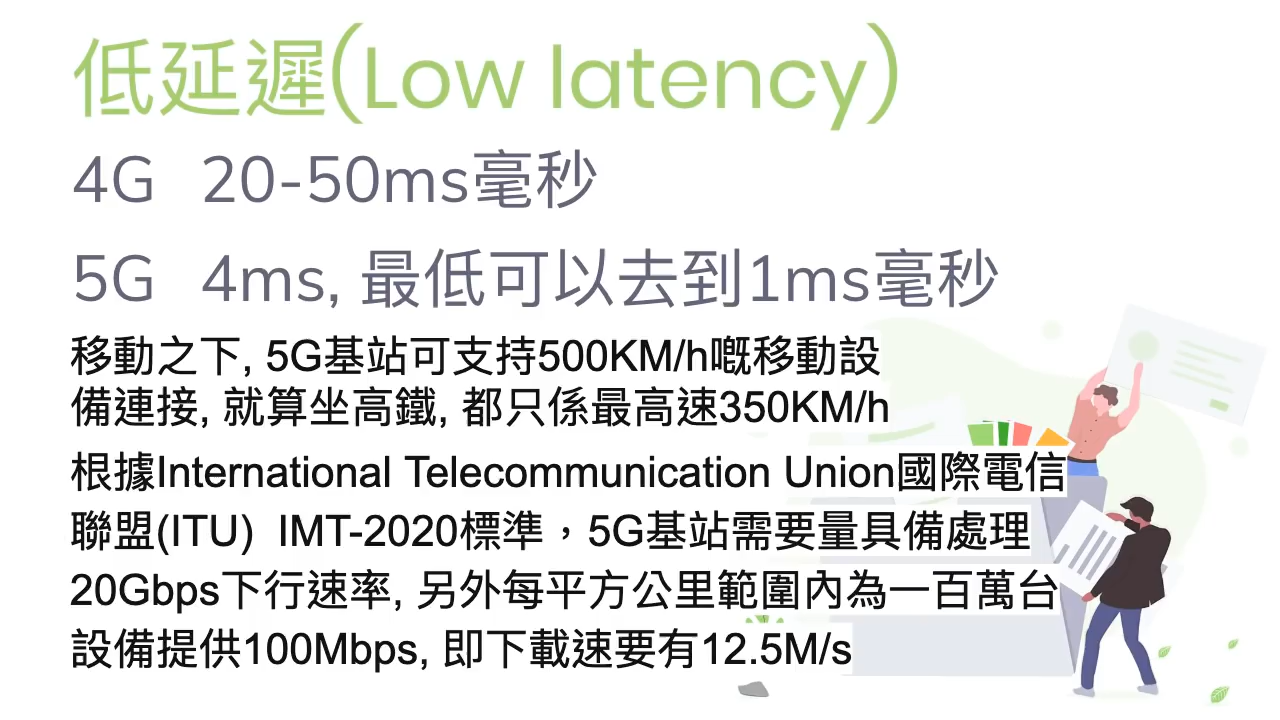 低延遲(Low latency)
4G 20-50ms毫秒
5G 4ms, 最低可以去到1ms毫秒
移動之下, 5G基站可支持500KM/h嘅移動設
備連接, 就算坐高鐵, 都只係最高速350KM/h
根據International Telecommunication Union國際電信
聯盟(ITU) IMT-2020標準，5G基站需要量具備處理
20Gbps下行速率, 另外每平方公里範圍內為一百萬台
設備提供100Mbps, 即下載速要有12.5M/s